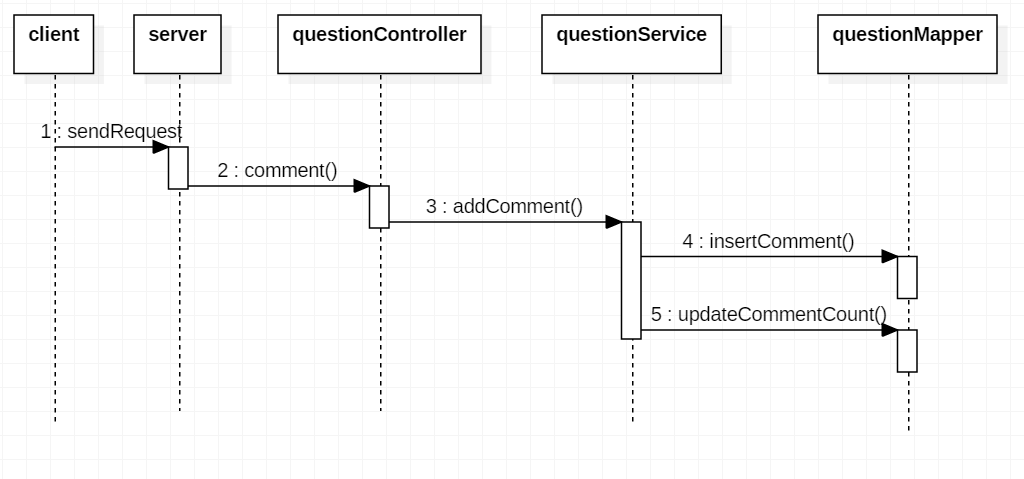 client
server
questionController
questionService
questionMapper
1 : sendRequest
2 : comment()
3 : addComment()
4 : insertComment()
5 : updateCommentCount()